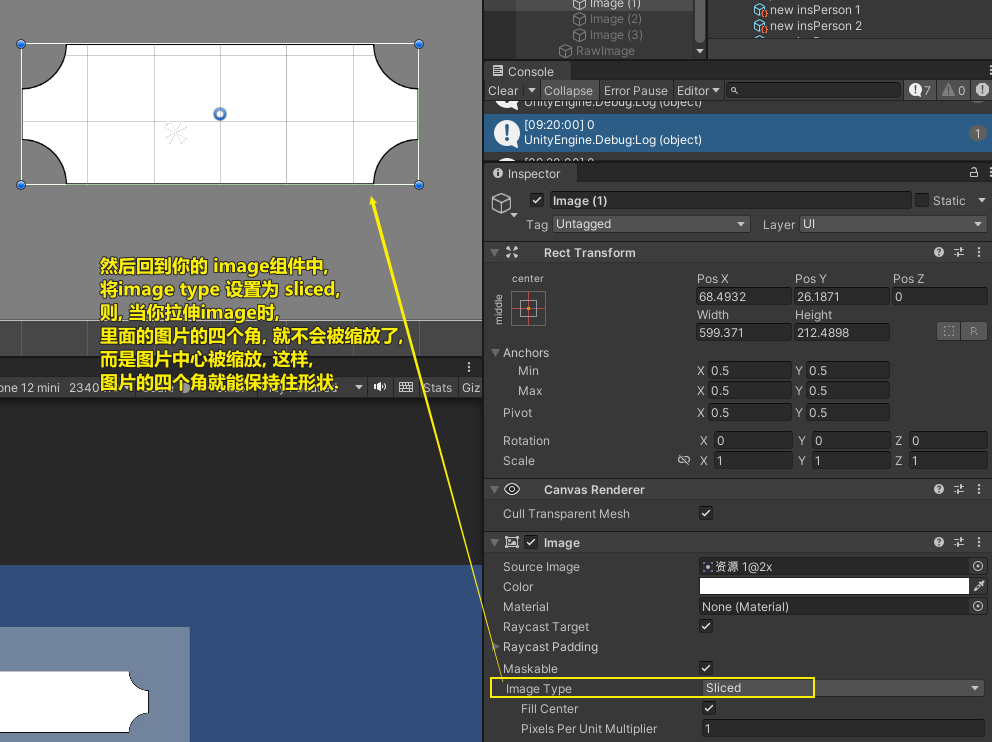 Image (1)
Image (2)
Image (3)
RawImage
new insPerson 1
new insPerson 2
Console
Clear
Collapse
Error Pause
Editor
7
0
UnityEngine.Debug:Log (object)
[09:20:00] 0
UnityEngine.Debug:Log (object)
1
Inspector
Image (1)
Static
Tag
Untagged
Layer
UI
Rect Transform
center
middle
Pos X
Pos Y
Pos Z
68.4932
26.1871
0
Width
Height
599.371
212.4898
R
Anchors
Min
X 0.5
Y 0.5
Max
X 0.5
Y 0.5
Pivot
X 0.5
Y 0.5
Rotation
X 0
Y 0
Z 0
Scale
X 1
Y 1
Z 1
Canvas Renderer
Cull Transparent Mesh
Image
Source Image
资源 1@2x
Color
Material
None (Material)
Raycast Target
Raycast Padding
Maskable
Image Type
Sliced
Fill Center
Pixels Per Unit Multiplier
1
然后回到你的 image组件中,
将image type 设置为 sliced,
则, 当你拉伸image时,
里面的图片的四个角, 就不会被缩放了,
而是图片中心被缩放, 这样,
图片的四个角就能保持住形状.
one 12 mini
2340
Stats
Giz